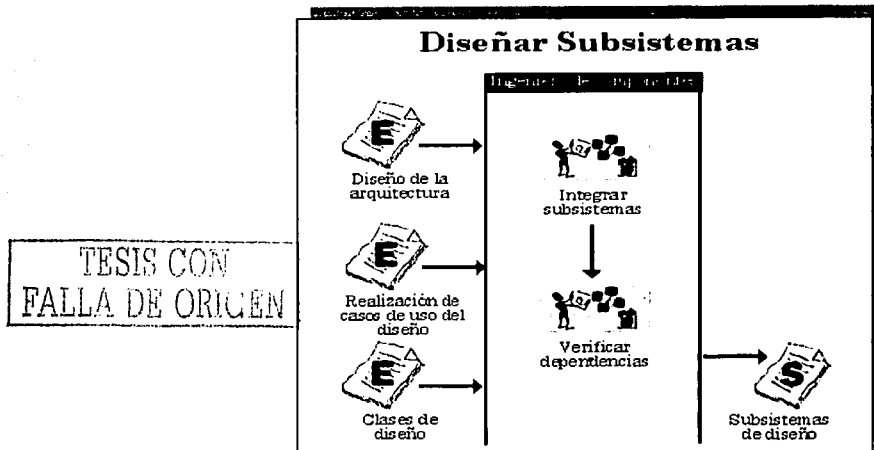 Diseñar Subsistemas
E
Diseño de la
arquitectura
Integrar
subsistemas
TESIS CON
FALLA DE ORIGEN
E
Realización de
casos de uso del
diseño
Verificar
dependencias
E
Clases de
diseño
S
Subsistemas
de diseño